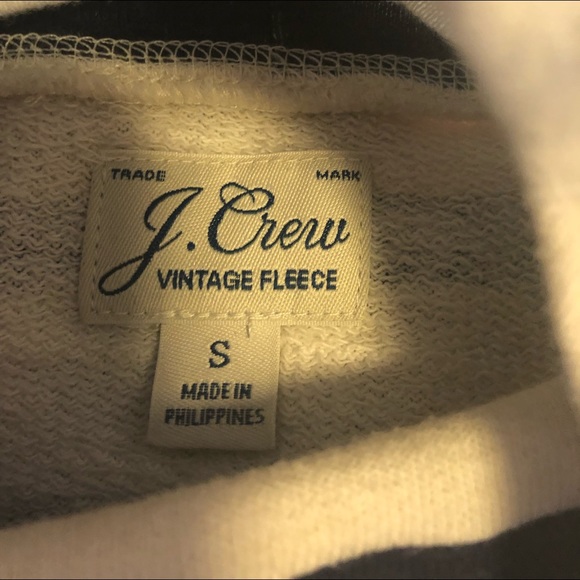 TRADE MARK
J.Crew
VINTAGE FLEECE
S
MADE IN
PHILIPPINES